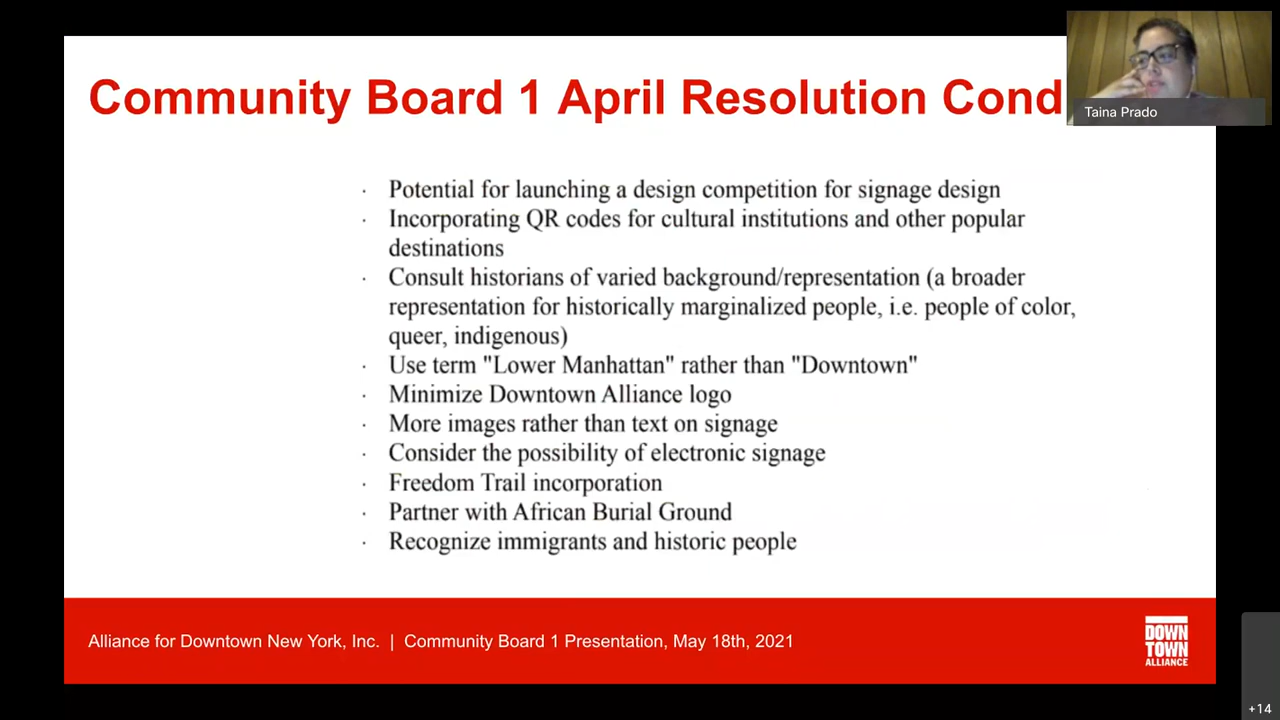 Community Board 1 April Resolution Cond
Taina Prado
· Potential for launching a design competition for signage design
· Incorporating QR codes for cultural institutions and other popular
destinations
· Consult historians of varied background/representation (a broader
representation for historically marginalized people, i.e. people of color,
queer, indigenous)
· Use term "Lower Manhattan" rather than "Downtown"
· Minimize Downtown Alliance logo
· More images rather than text on signage
· Consider the possibility of electronic signage
· Freedom Trail incorporation
· Partner with African Burial Ground
· Recognize immigrants and historic people
Alliance for Downtown New York, Inc. | Community Board 1 Presentation, May 18th, 2021
DOWN
TOWN
ALLIANCE
+14